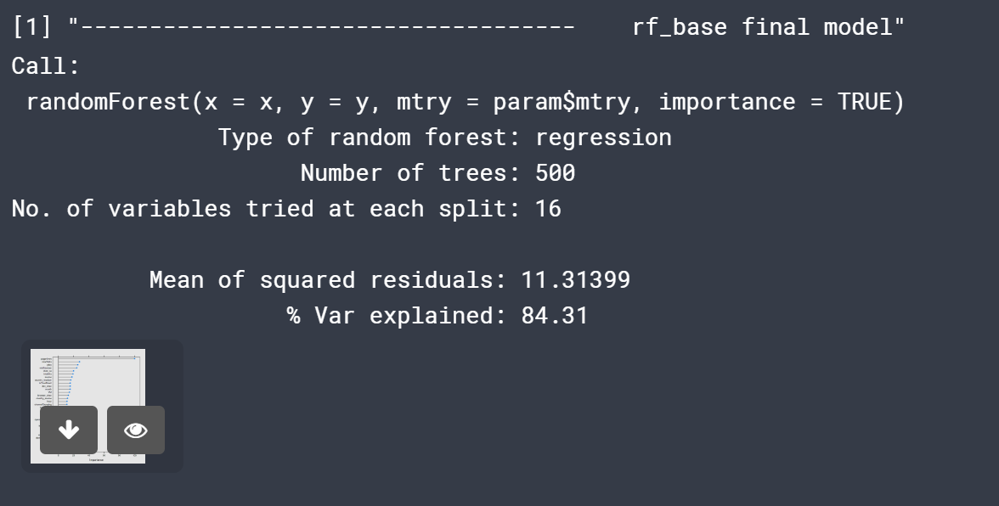 [1] "------------------------------------    rf_base final model"
Call:
 randomForest(x = x, y = y, mtry = param$mtry, importance = TRUE)
               Type of random forest: regression
                     Number of trees: 500
No. of variables tried at each split: 16
          Mean of squared residuals: 11.31399
                    % Var explained: 84.31